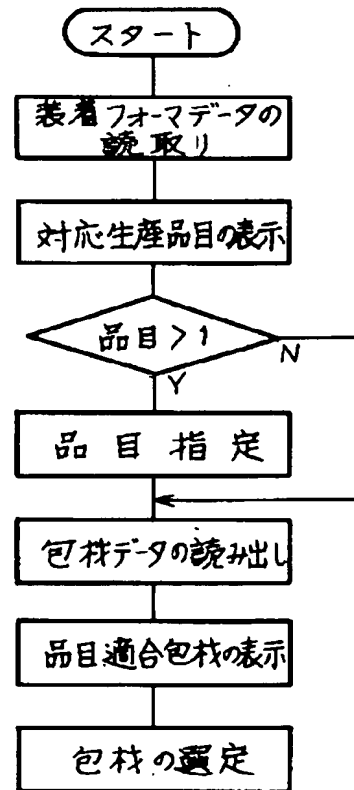 スタート
装着フォーマデータの
読取り
対応生産品目の表示
品目>1
N
Y
品目指定
包材データの読み出し
品目適合包材の表示
包材の選定